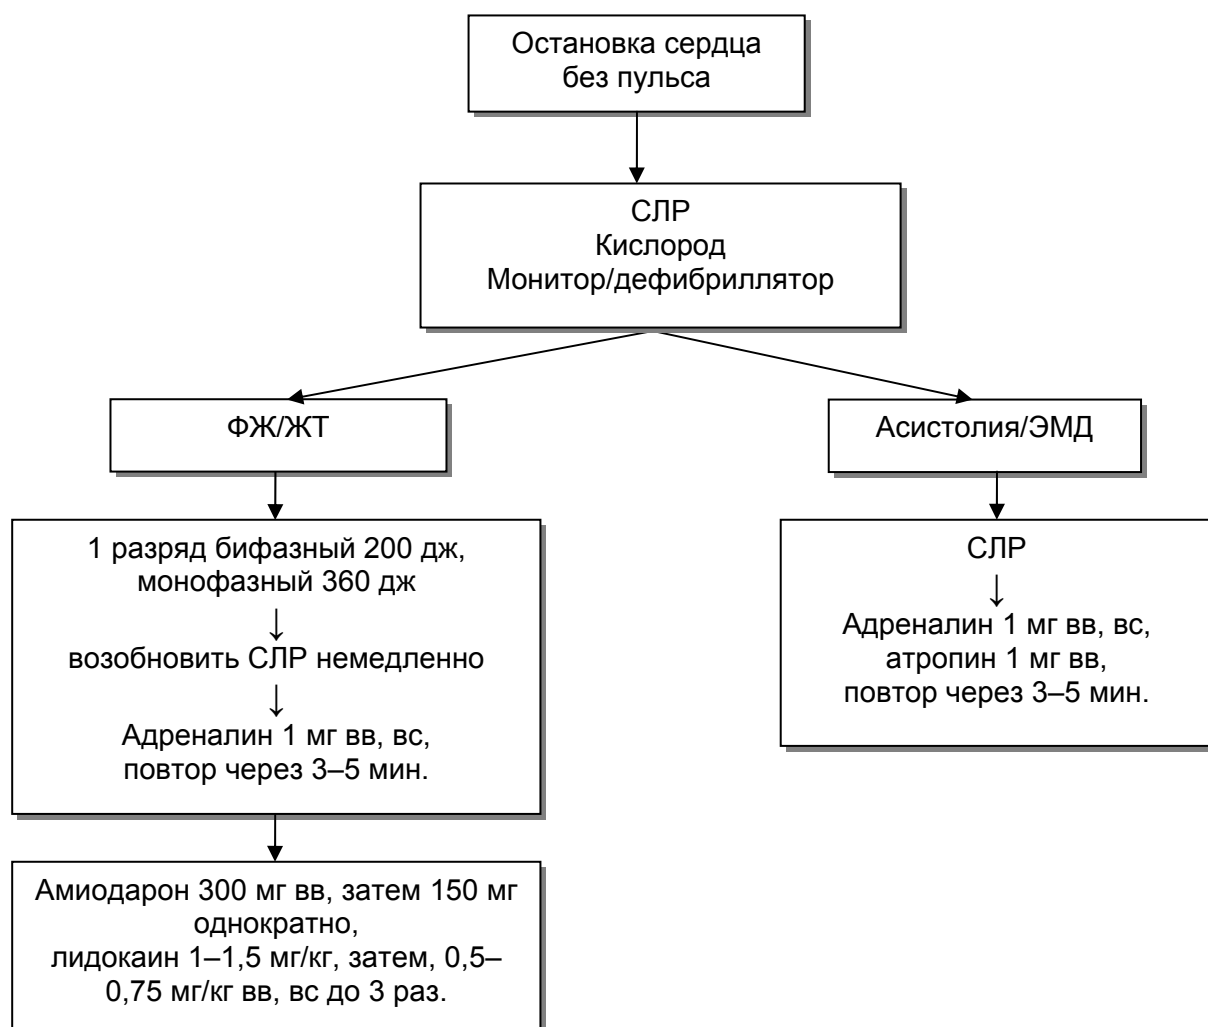 Остановка сердца
без пульса
СЛР
Кислород
Монитор/дефибриллятор
ФЖ/ЖТ
Асистолия/ЭМД
1 разряд бифазный 200 дж,
монофазный 360 дж
↓
возобновить СЛР немедленно
↓
Адреналин 1 мг вв, вс,
повтор через 3–5 мин.
СЛР
↓
Адреналин 1 мг вв, вс,
атропин 1 мг вв,
повтор через 3–5 мин.
Амиодарон 300 мг вв, затем 150 мг
однократно,
лидокаин 1–1,5 мг/кг, затем, 0,5–
0,75 мг/кг вв, вс до 3 раз.